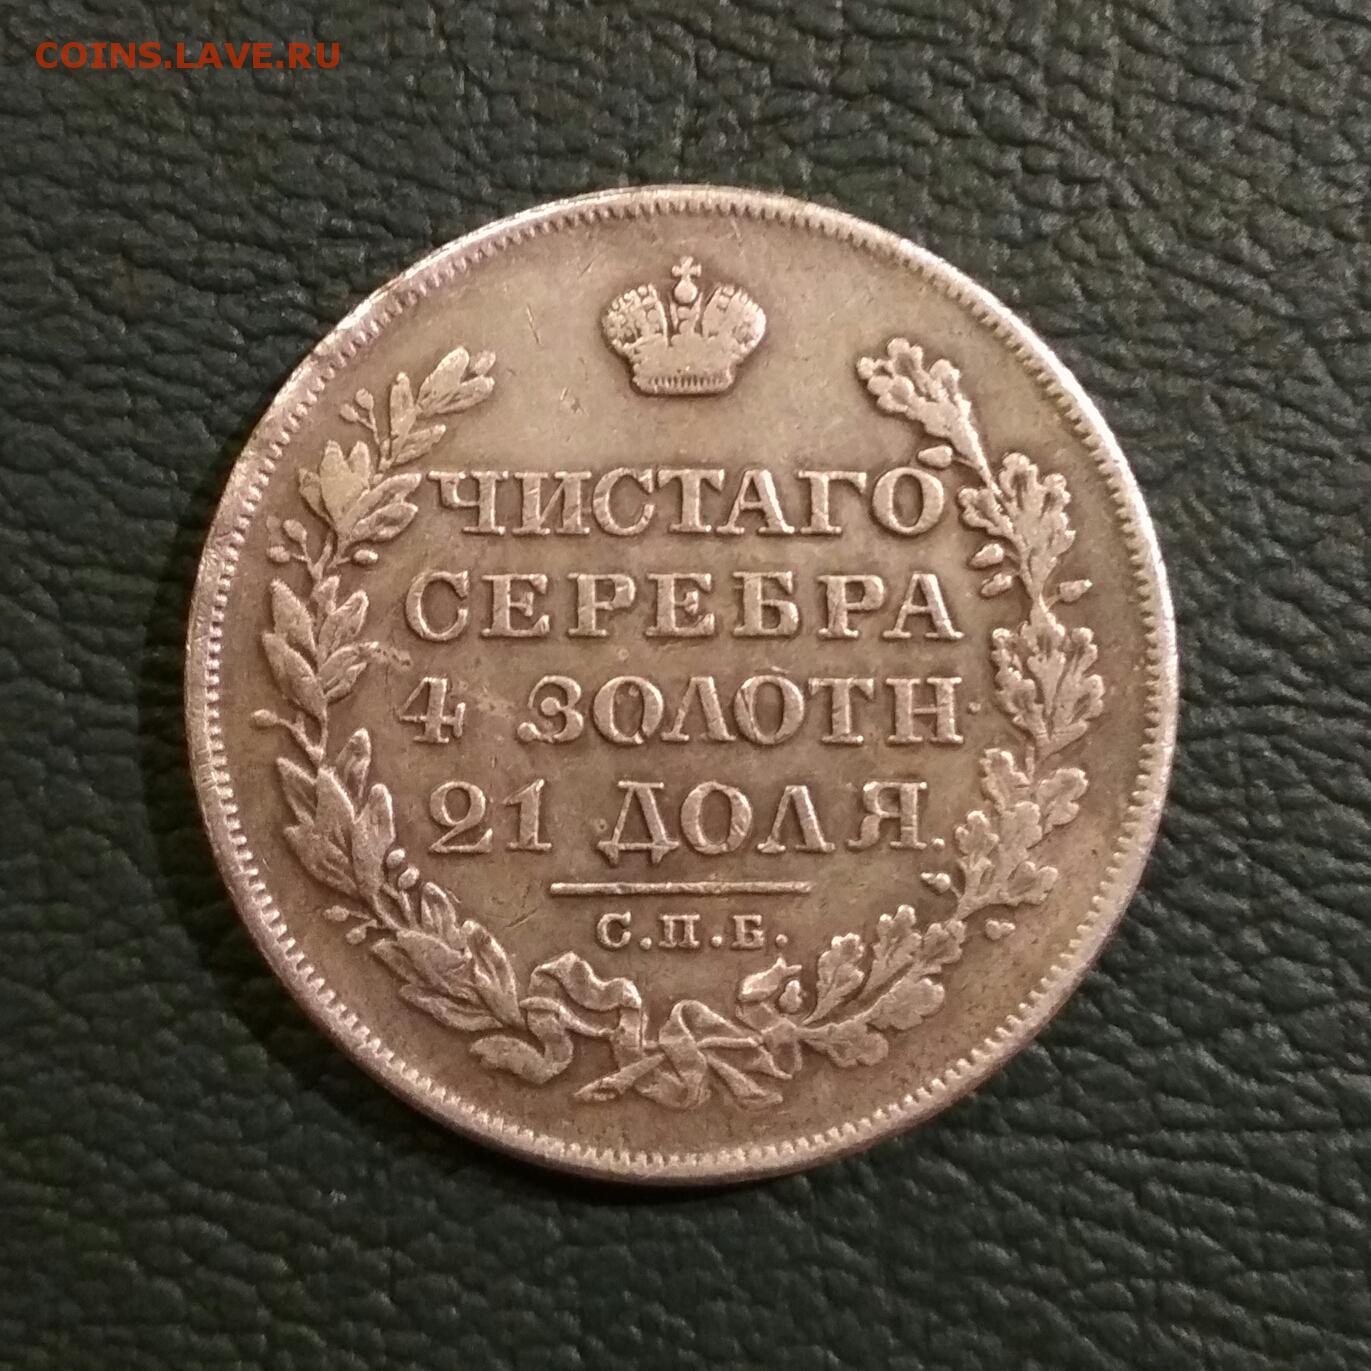 COINS.LAVE.RU
ЧИСТАГО
СЕРЕБРА
4 ЗОЛОТН·
21 ДОЛЯ.
С.П.Б.